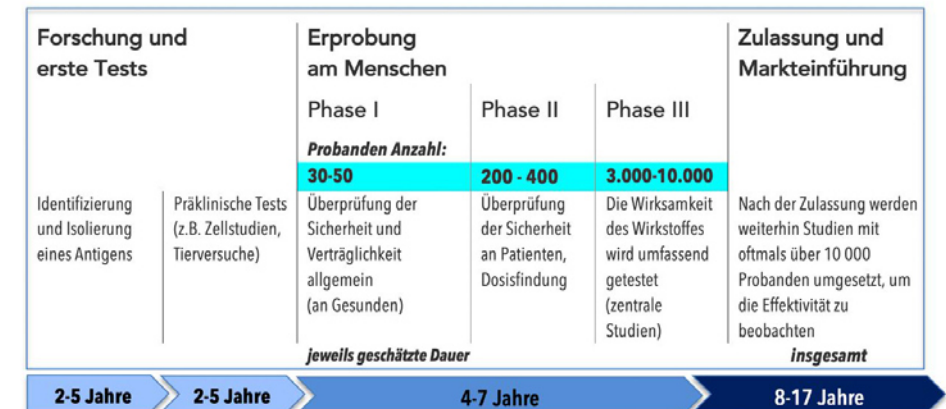 Forschung und
erste Tests
Erprobung
am Menschen
Zulassung und
Markteinführung
Phase I
Phase II
Phase III
Probanden Anzahl:
30-50
200 - 400
3.000-10.000
Identifizierung
und Isolierung
eines Antigens
Präklinische Tests
(z.B. Zellstudien,
Tierversuche)
Überprüfung der
Sicherheit und
Verträglichkeit
allgemein
(an Gesunden)
Überprüfung
der Sicherheit
an Patienten,
Dosisfindung
Die Wirksamkeit
des Wirkstoffes
wird umfassend
getestet
(zentrale
Studien)
Nach der Zulassung werden
weiterhin Studien mit
oftmals über 10 000
Probanden umgesetzt, um
die Effektivität zu
beobachten
jeweils geschätzte Dauer
insgesamt
2-5 Jahre
2-5 Jahre
4-7 Jahre
8-17 Jahre